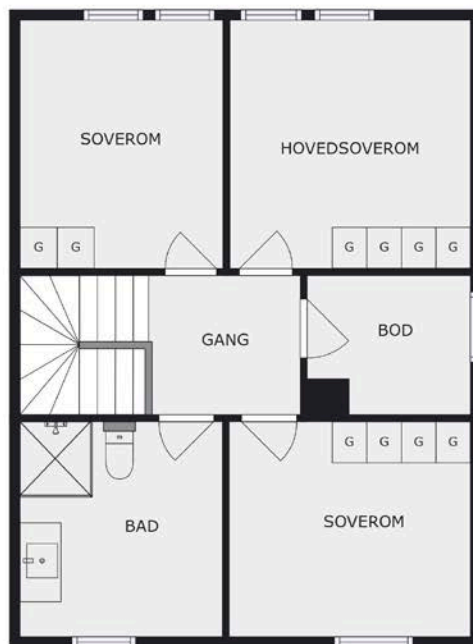 SOVEROM
HOVEDSOVEROM
G G
G G G G
GANG
BOD
G G G G
BAD
SOVEROM